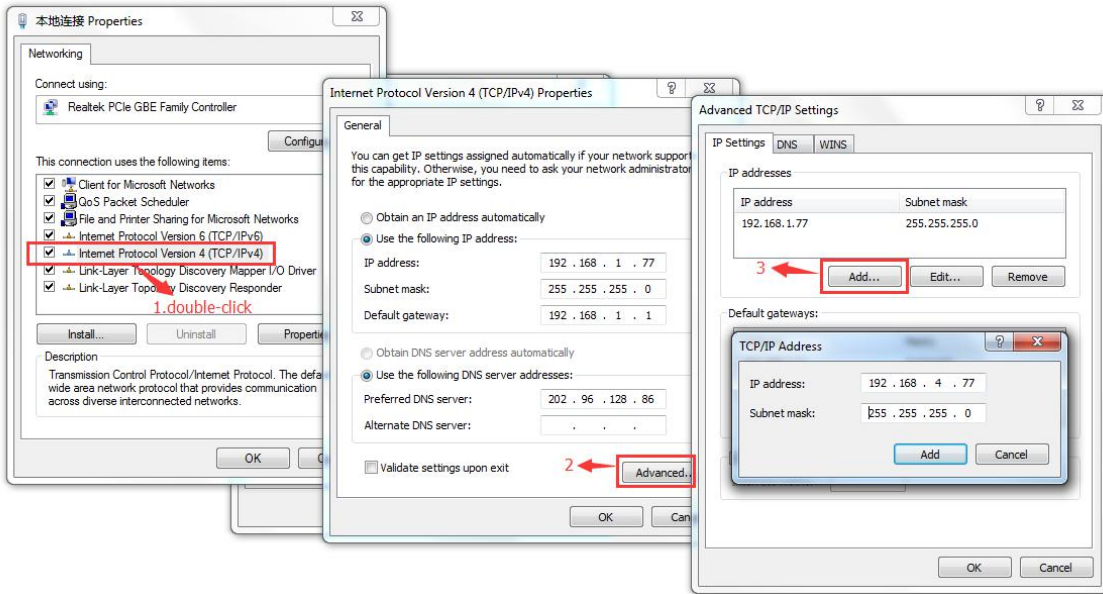 本地连接 Properties
Networking
Connect using:
Realtek PCIe GBE Family Controller
This connection uses the following items:
Client for Microsoft Networks
QoS Packet Scheduler
File and Printer Sharing for Microsoft Networks
Internet Protocol Version 6 (TCP/IPv6)
Internet Protocol Version 4 (TCP/IPv4)
Link-Layer Topology Discovery Mapper I/O Driver
Link-Layer Topology Discovery Responder
1.double-click
Install...
Uninstall
Description
Transmission Control Protocol/Internet Protocol. The
wide area network protocol that provides communication
across diverse interconnected networks.
OK
Internet Protocol Version 4 (TCP/IPv4) Properties
General
You can get IP settings assigned automatically if your network support
this capability. Otherwise, you need to ask your network administrator
for the appropriate IP settings.
Obtain an IP address automatically
Use the following IP address:
IP address: 192 . 168 . 1 . 77
Subnet mask: 255 . 255 . 255 . 0
Default gateway: 192 . 168 . 1 . 1
Obtain DNS server address automatically
Use the following DNS server addresses:
Preferred DNS server: 202 . 96 . 128 . 86
Alternate DNS server: . . .
Validate settings upon exit
2
Advanced..
OK
Advanced TCP/IP Settings
IP Settings DNS WINS
IP addresses
IP address Subnet mask
192.168.1.77 255.255.255.0
3
Add... Edit... Remove
Default gateways:
TCP/IP Address
IP address: 192 . 168 . 4 . 77
Subnet mask: 255 . 255 . 255 . 0
Add Cancel
OK Cancel